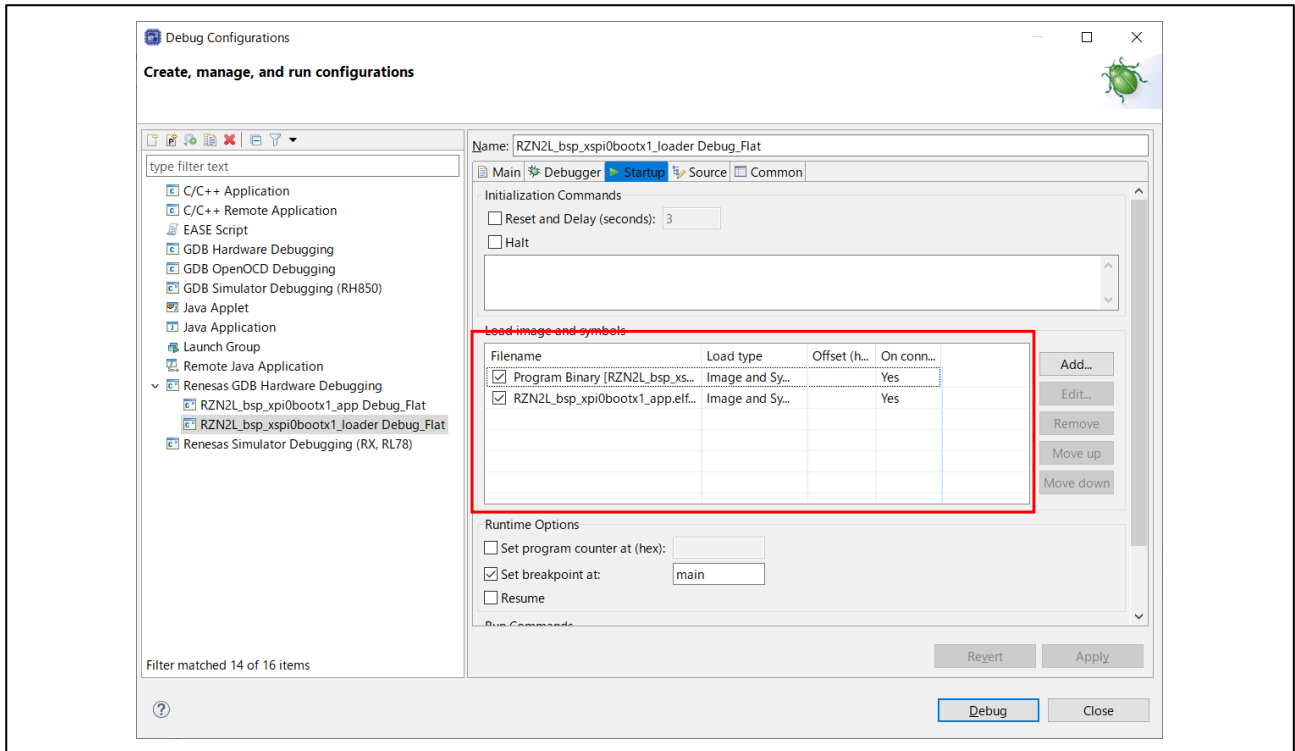 Debug Configurations
Create, manage, and run configurations
Name: RZN2L_bsp_xspi0bootx1_loader Debug_Flat
type filter text
Main Debugger Startup Source Common
C/C++ Application
C/C++ Remote Application
EASE Script
GDB Hardware Debugging
GDB OpenOCD Debugging
GDB Simulator Debugging (RH850)
Java Applet
Java Application
Launch Group
Remote Java Application
Renesas GDB Hardware Debugging
RZN2L_bsp_xpi0bootx1_app Debug_Flat
RZN2L_bsp_xspi0bootx1_loader Debug_Flat
Renesas Simulator Debugging (RX, RL78)
Filter matched 14 of 16 items
Initialization Commands
Reset and Delay (seconds): 3
Halt
Load image and symbols
Filename Load type Offset (h... On conn...
Program Binary [RZN2L_bsp_xs... Image and Sy... Yes
RZN2L_bsp_xpi0bootx1_app.elf... Image and Sy... Yes
Add...
Edit...
Remove
Move up
Move down
Runtime Options
Set program counter at (hex):
Set breakpoint at: main
Resume
Run Commands
Revert Apply
? Debug Close